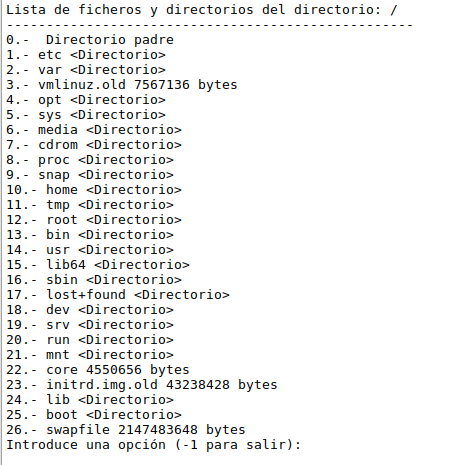 Lista de ficheros y directorios del directorio: /
---------------------------------------------------
0.-  Directorio padre
1.- etc <Directorio>
2.- var <Directorio>
3.- vmlinuz.old 7567136 bytes
4.- opt <Directorio>
5.- sys <Directorio>
6.- media <Directorio>
7.- cdrom <Directorio>
8.- proc <Directorio>
9.- snap <Directorio>
10.- home <Directorio>
11.- tmp <Directorio>
12.- root <Directorio>
13.- bin <Directorio>
14.- usr <Directorio>
15.- lib64 <Directorio>
16.- sbin <Directorio>
17.- lost+found <Directorio>
18.- dev <Directorio>
19.- srv <Directorio>
20.- run <Directorio>
21.- mnt <Directorio>
22.- core 4550656 bytes
23.- initrd.img.old 43238428 bytes
24.- lib <Directorio>
25.- boot <Directorio>
26.- swapfile 2147483648 bytes
Introduce una opción (-1 para salir):